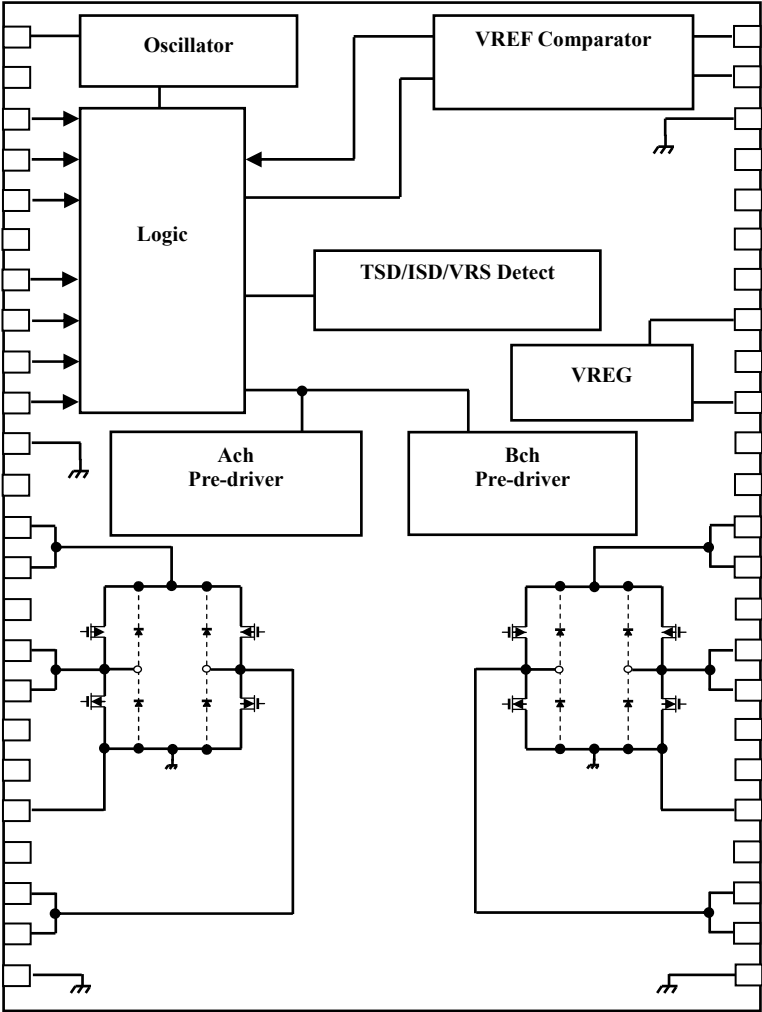 Oscillator
VREF Comparator
Logic
TSD/ISD/VRS Detect
VREG
Ach
Pre-driver
Bch
Pre-driver